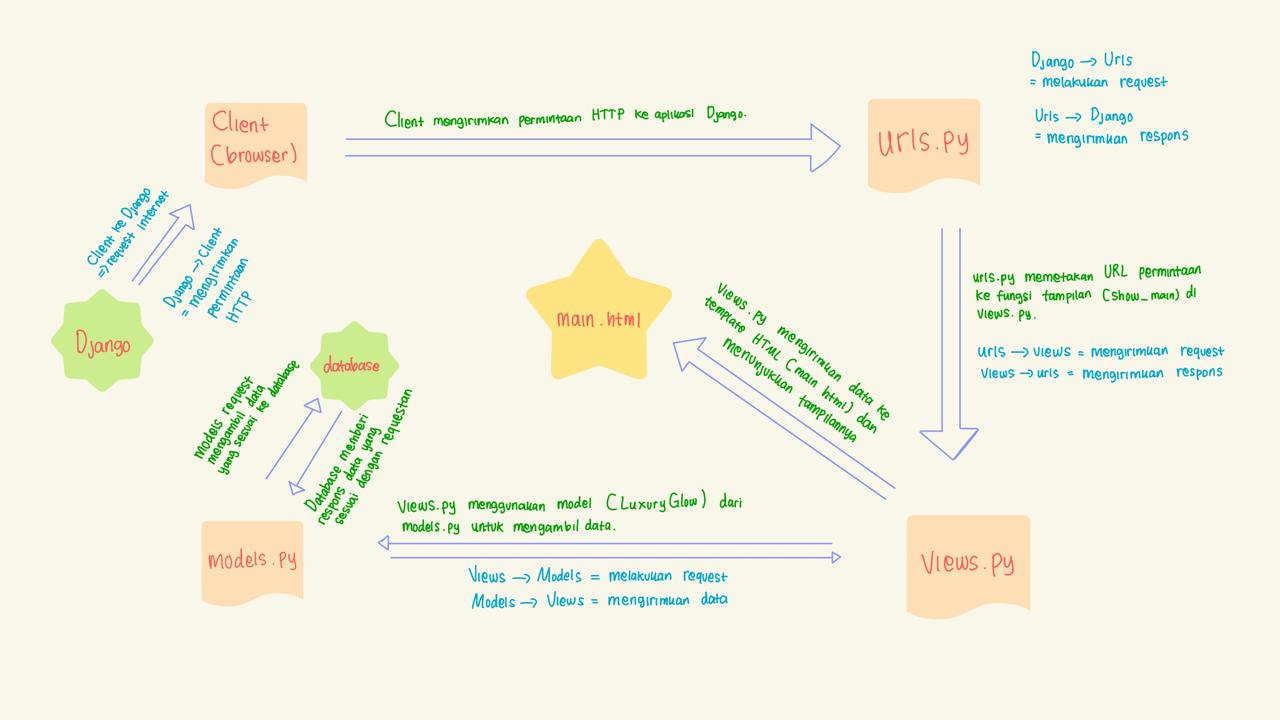 Client
(browser)
Client mengirimkan permintaan HTTP ke aplikasi Django.
urls.py
Django → Urls
= melakukan request
Urls → Django
= mengirimkan respons
Client ke Django
=> request internet
Django → Client
= mengirimkan
permintaan
HTTP
Django
database
main.html
urls.py memetakan URL permintaan
ke fungsi tampilan (show_main) di
views.py.
urls → views = mengirimkan request
Views → urls = mengirimkan respons
Views.py mengirimkan data ke
template HTML (main html) dan
menunjukkan tampilannya
Models request
mengambil data
yang sesuai ke database
Database memberi
respons data yang
sesuai dengan requestan
Views.py menggunakan model (LuxuryGlow) dari
models.py untuk mengambil data.
Views → Models = melakukan request
Models → Views = mengirimkan data
models.py
Views.py